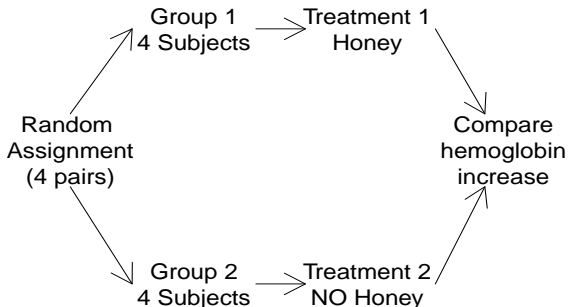 Group 1
4 Subjects
Treatment 1
Honey
Random
Assignment
(4 pairs)
Compare
hemoglobin
increase
Group 2
4 Subjects
Treatment 2
NO Honey